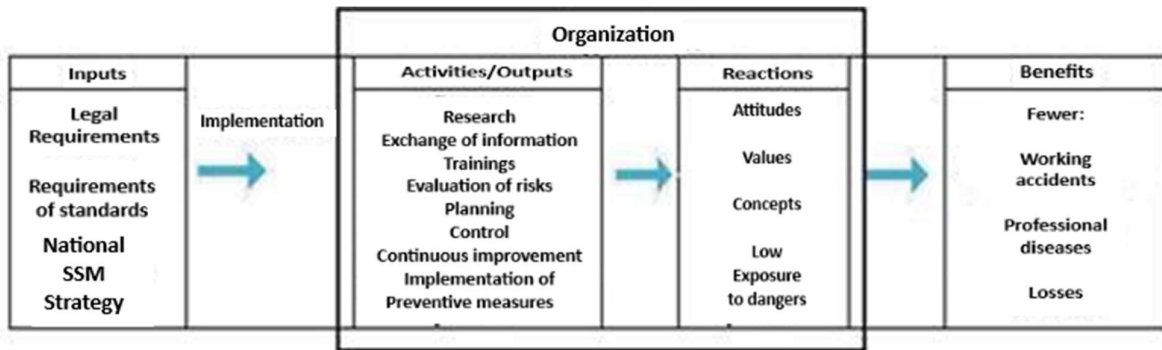 Organization
Inputs
Legal
Requirements
Requirements
of standards
National
SSM
Strategy
Implementation
Activities/Outputs
Research
Exchange of information
Trainings
Evaluation of risks
Planning
Control
Continuous improvement
Implementation of
Preventive measures
Reactions
Attitudes
Values
Concepts
Low
Exposure
to dangers
Benefits
Fewer:
Working
accidents
Professional
diseases
Losses